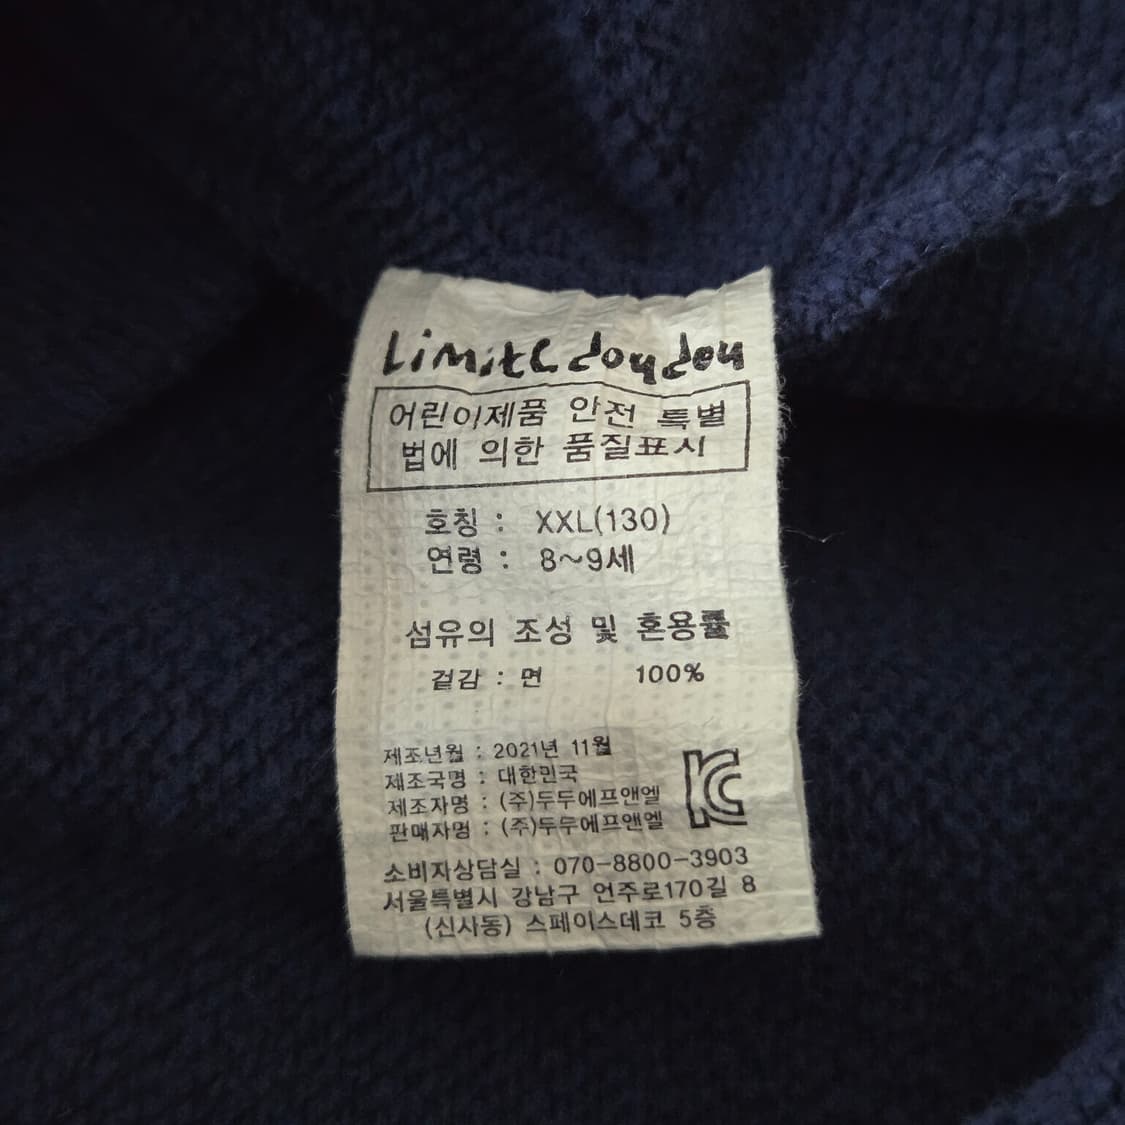 Limite doudou
어린이제품 안전 특별
법에 의한 품질표시
호칭 : XXL(130)
연령 : 8~9세
섬유의 조성 및 혼용률
겉감 : 면 100%
제조년월 : 2021년 11월
제조국명 : 대한민국
제조자명 : (주)두두에프앤엘
판매자명 : (주)두두에프앤엘
KC
소비자상담실 : 070-8800-3903
서울특별시 강남구 언주로170길 8
(신사동) 스페이스데코 5층